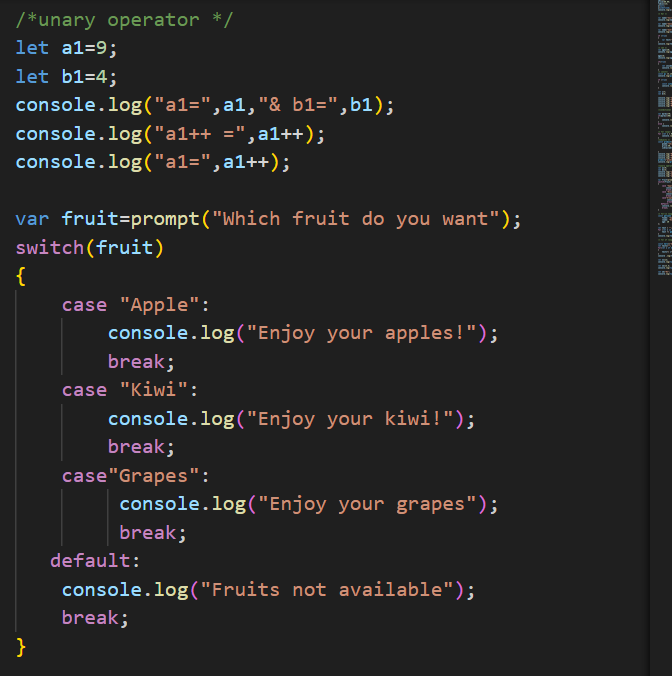 /*unary operator */
let a1=9;
let b1=4;
console.log("a1=",a1,"& b1=",b1);
console.log("a1++ =",a1++);
console.log("a1=",a1++);
var fruit=prompt("Which fruit do you want");
switch(fruit)
{
case "Apple":
console.log("Enjoy your apples!");
break;
case "Kiwi":
console.log("Enjoy your kiwi!");
break;
case"Grapes":
console.log("Enjoy your grapes");
break;
default:
console.log("Fruits not available");
break;
}